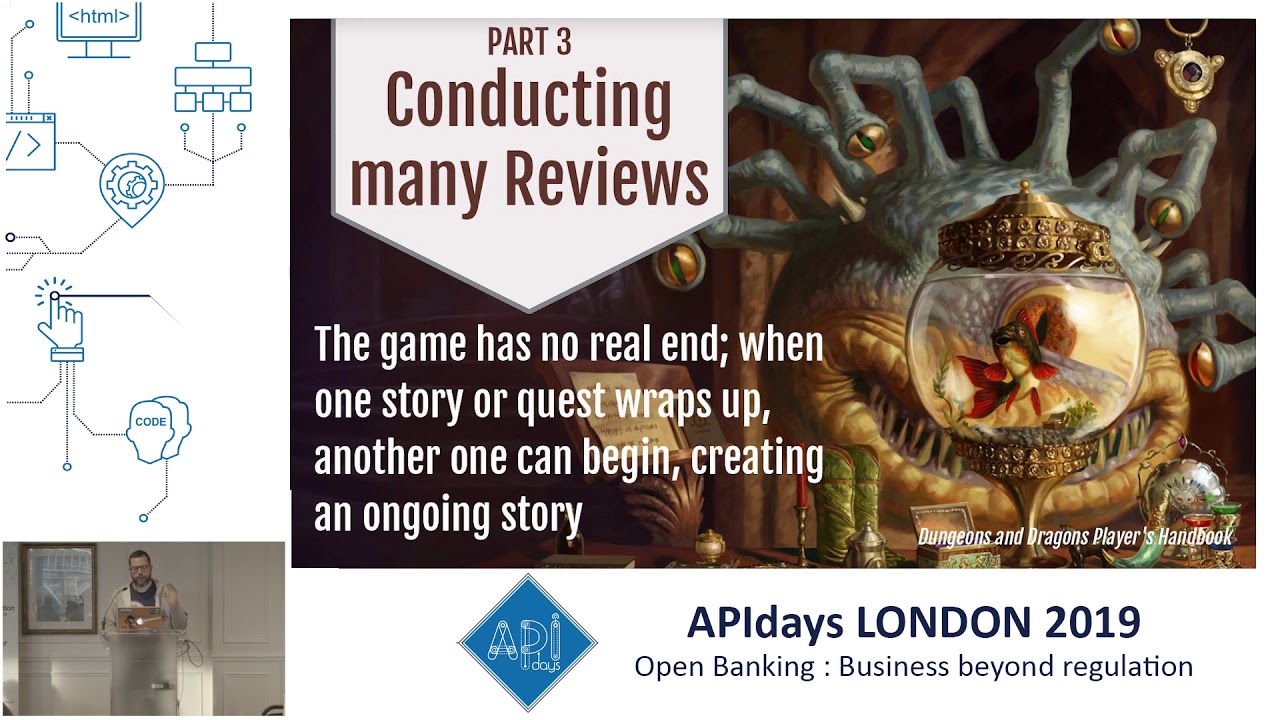 <html>
</>
CODE
PART 3
Conducting
many Reviews
The game has no real end; when
one story or quest wraps up,
another one can begin, creating
an ongoing story
Dungeons and Dragons Player's Handbook
API
days
APIdays LONDON 2019
Open Banking : Business beyond regulation